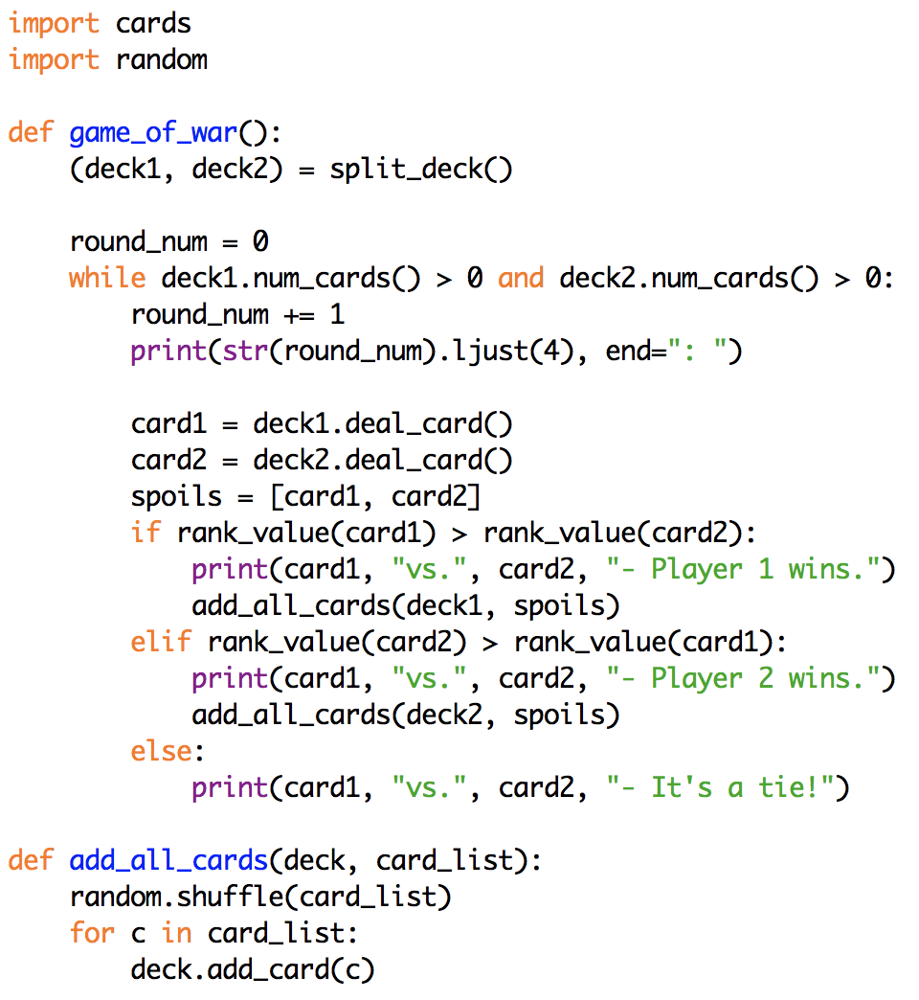 import cards
import random

def game_of_war():
    (deck1, deck2) = split_deck()

    round_num = 0
    while deck1.num_cards() > 0 and deck2.num_cards() > 0:
        round_num += 1
        print(str(round_num).ljust(4), end=": ")

        card1 = deck1.deal_card()
        card2 = deck2.deal_card()
        spoils = [card1, card2]
        if rank_value(card1) > rank_value(card2):
            print(card1, "vs.", card2, "- Player 1 wins.")
            add_all_cards(deck1, spoils)
        elif rank_value(card2) > rank_value(card1):
            print(card1, "vs.", card2, "- Player 2 wins.")
            add_all_cards(deck2, spoils)
        else:
            print(card1, "vs.", card2, "- It's a tie!")

def add_all_cards(deck, card_list):
    random.shuffle(card_list)
    for c in card_list:
        deck.add_card(c)